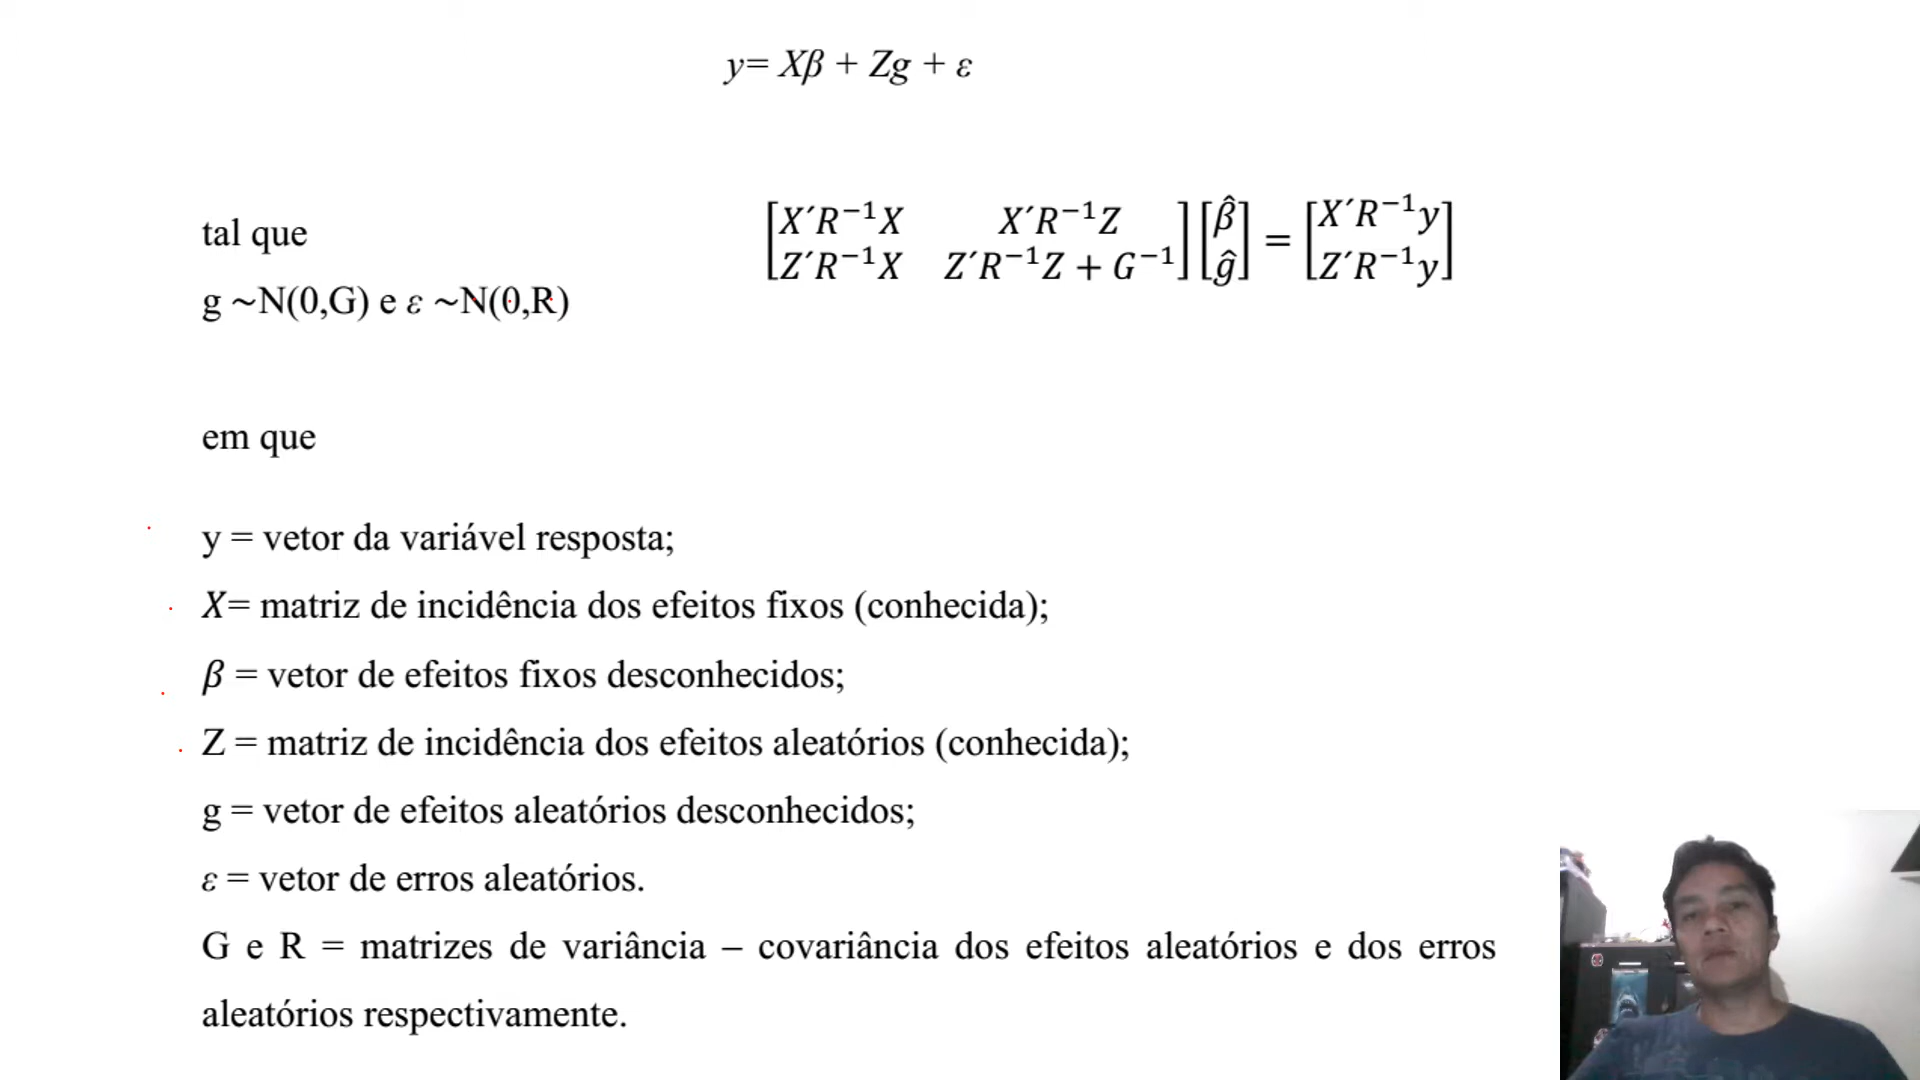 y= Xβ + Zg + ε
tal que
g ~N(0,G) e ε ~N(0,R)
[X´R⁻¹X X´R⁻¹Z] [β̂] = [X´R⁻¹y]
[Z´R⁻¹X Z´R⁻¹Z + G⁻¹] [ĝ] [Z´R⁻¹y]
em que
y = vetor da variável resposta;
X= matriz de incidência dos efeitos fixos (conhecida);
β = vetor de efeitos fixos desconhecidos;
Z = matriz de incidência dos efeitos aleatórios (conhecida);
g = vetor de efeitos aleatórios desconhecidos;
ε = vetor de erros aleatórios.
G e R = matrizes de variância – covariância dos efeitos aleatórios e dos erros
aleatórios respectivamente.